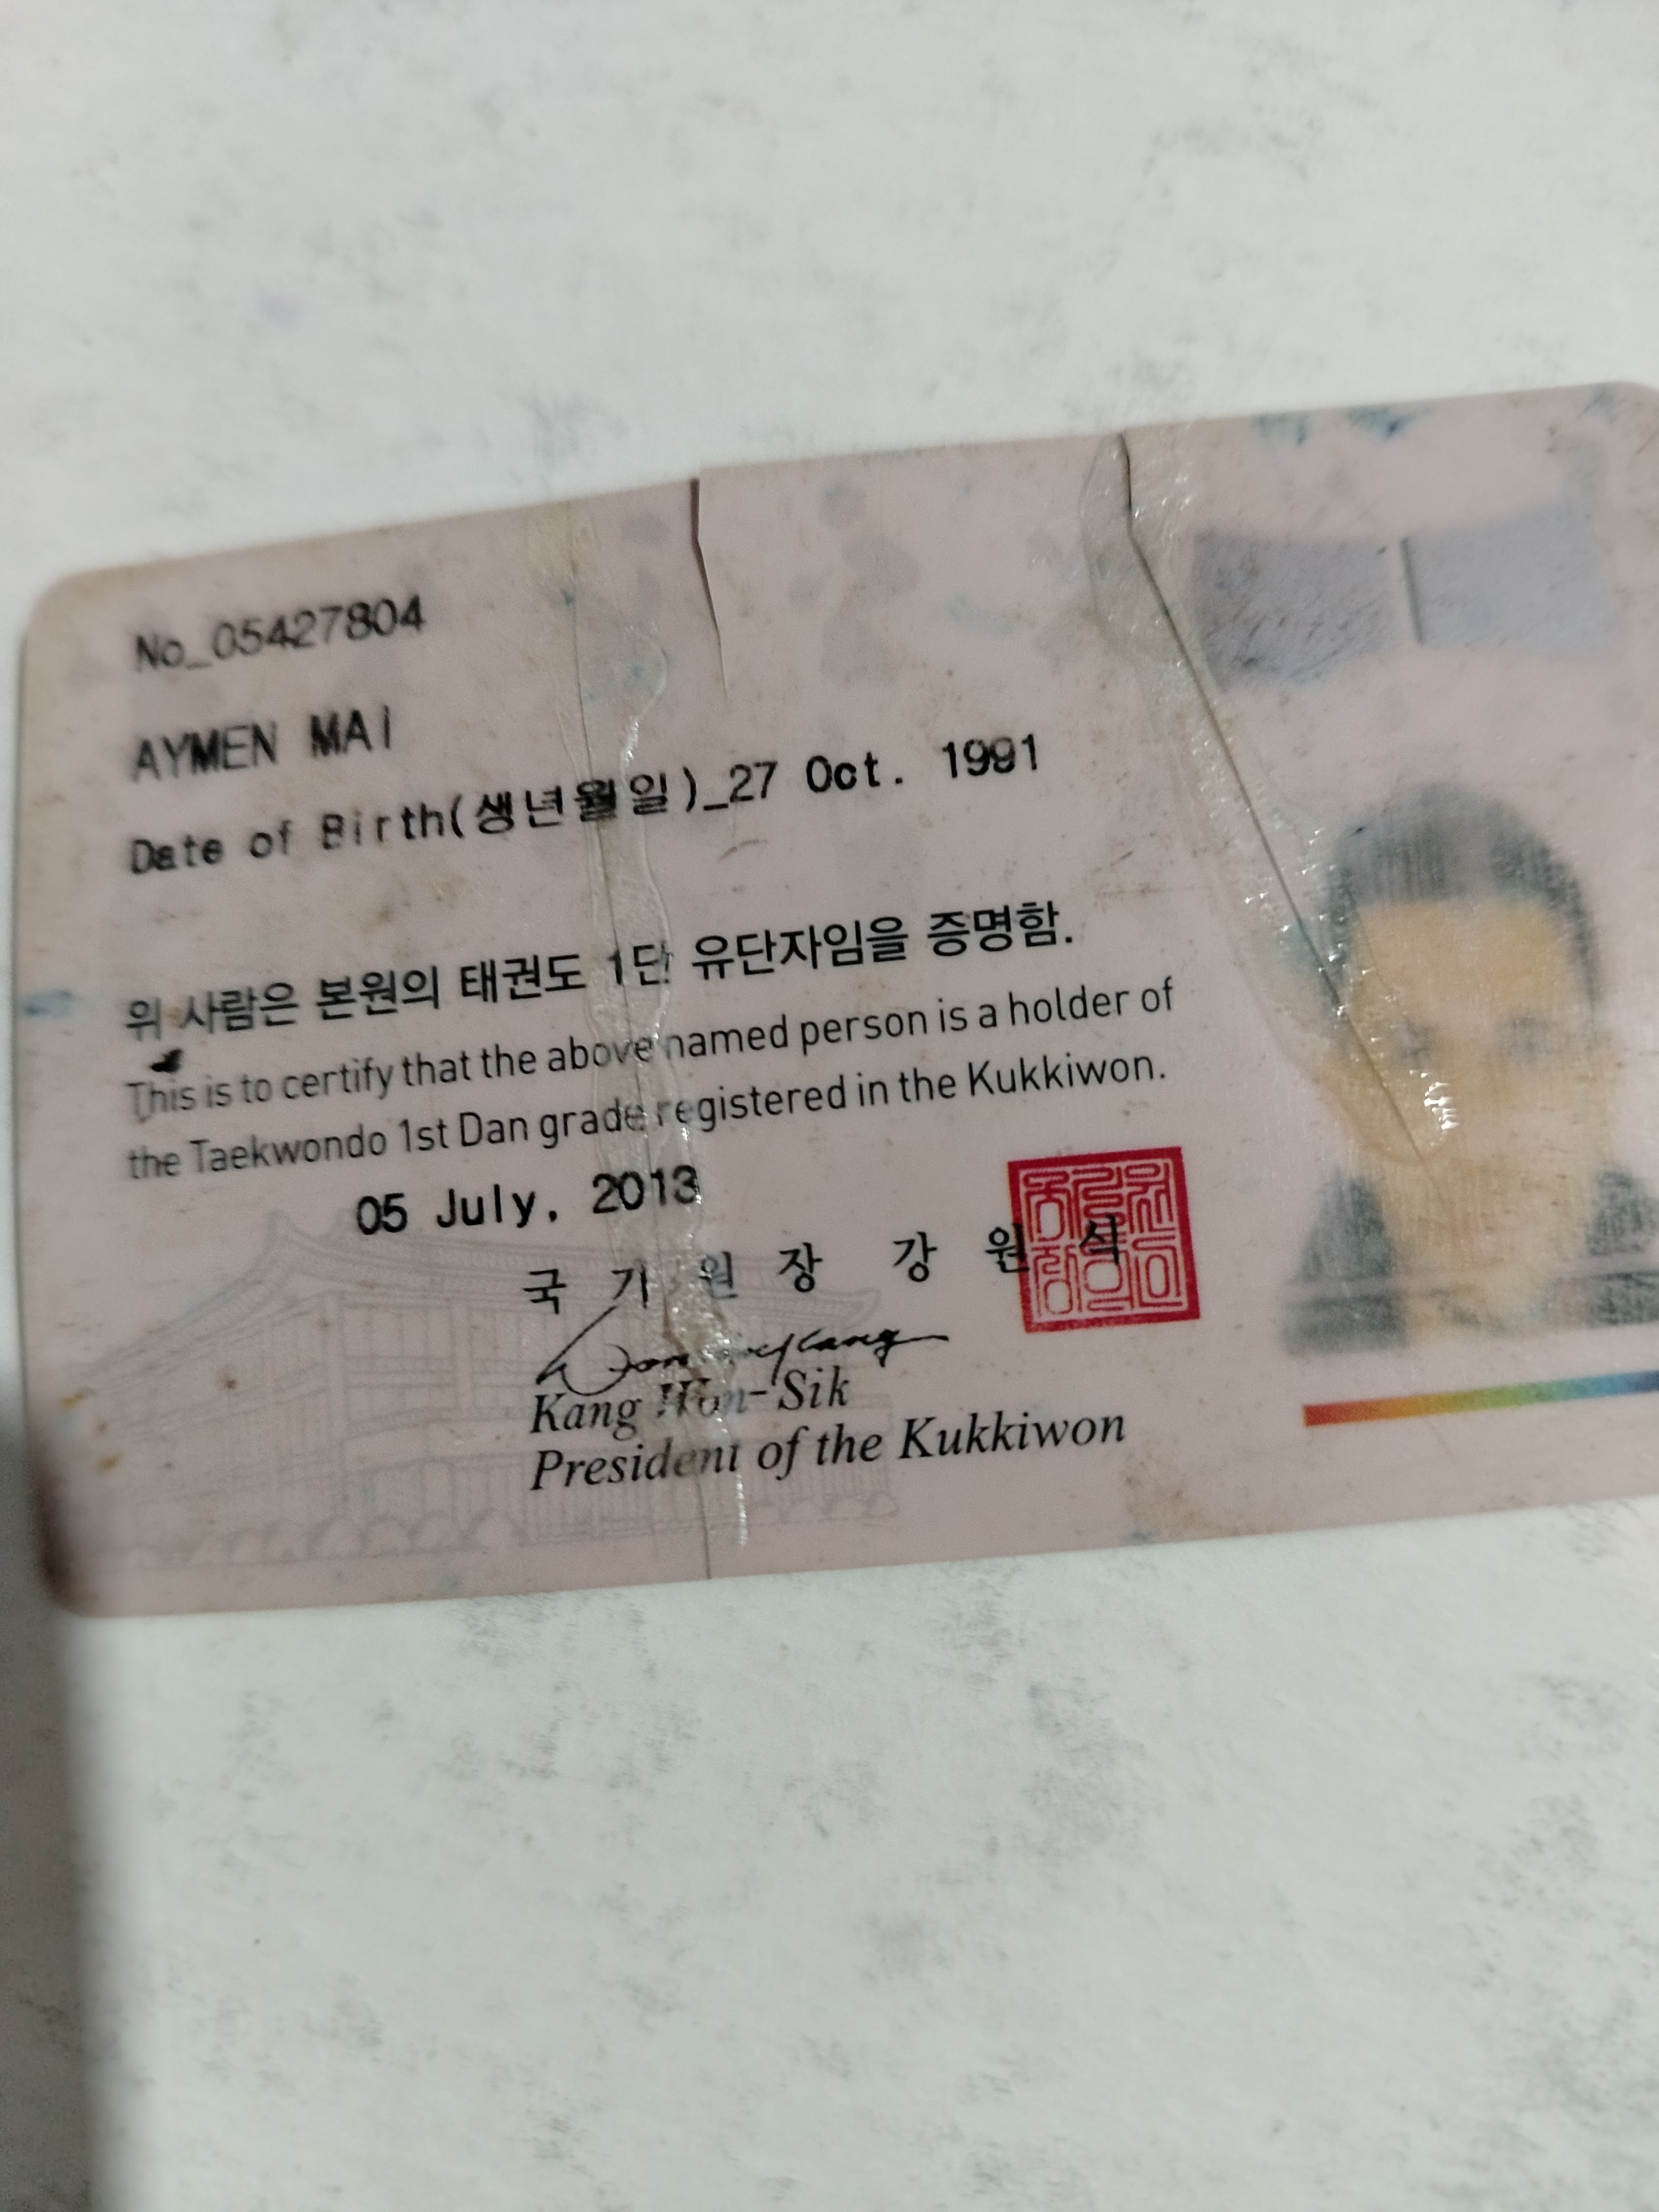 No_05427804
AYMEN MAI
Date of Birth(생년월일)_27 Oct. 1991
위 사람은 본원의 태권도 1단 유단자임을 증명함.
This is to certify that the above named person is a holder of
the Taekwondo 1st Dan grade registered in the Kukkiwon.
05 July, 2013
국 기 원 장 강 원 식
Kang Won-Sik
President of the Kukkiwon